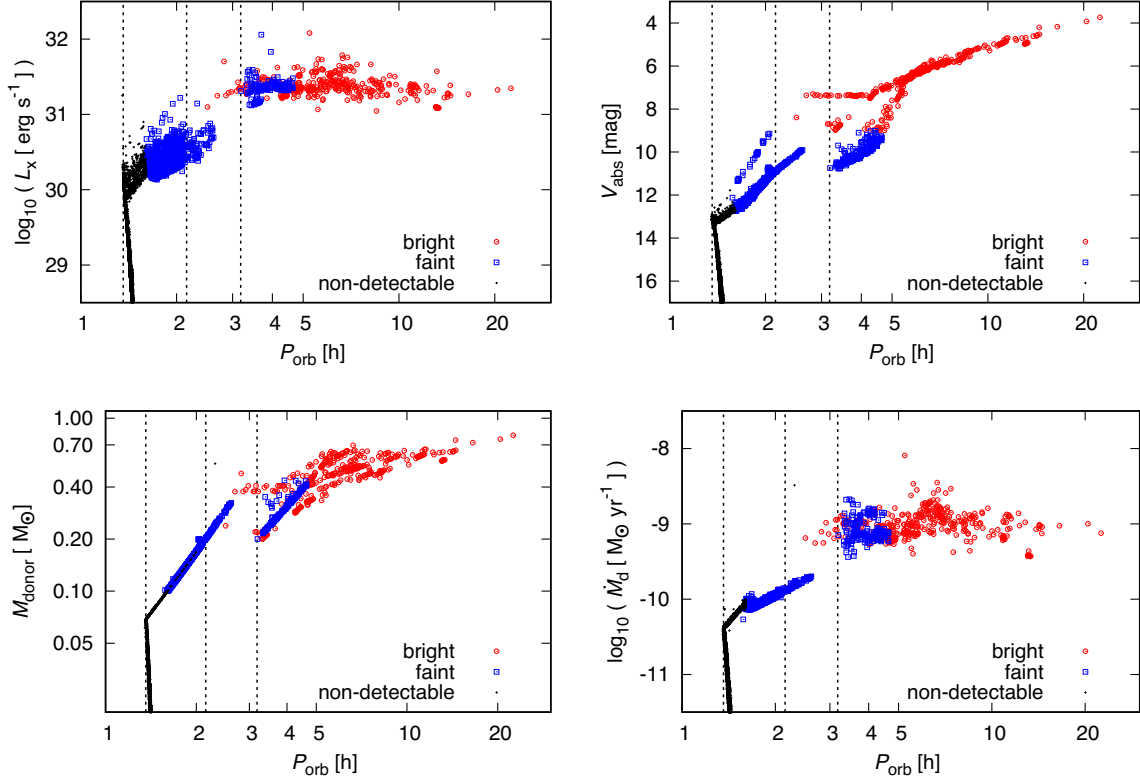 log10 ( Lx [ erg s−1 ] )
32
31
30
29
bright
faint
non-detectable
1 2 3 4 5 10 20
Porb [h]
Vabs [mag]
4
6
8
10
12
14
16
bright
faint
non-detectable
1 2 3 4 5 10 20
Porb [h]
Mdonor [ M⊙]
1.00
0.70
0.40
0.20
0.10
0.05
bright
faint
non-detectable
1 2 3 4 5 10 20
Porb [h]
log10 ( Ṁd [ M⊙ yr−1 ] )
-8
-9
-10
-11
bright
faint
non-detectable
1 2 3 4 5 10 20
Porb [h]